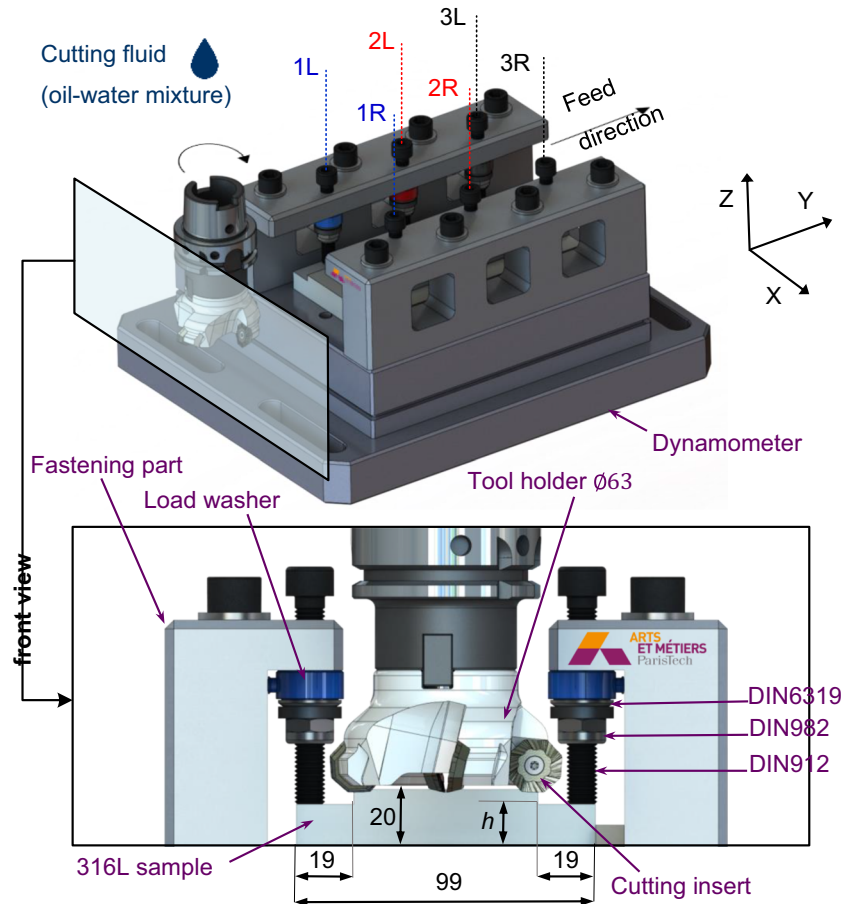 Cutting fluid
(oil-water mixture)
1L
2L
3L
1R
2R
3R
Feed
direction
Z
Y
X
Dynamometer
Fastening part
Load washer
Tool holder Ø63
front view
ARTS
ET MÉTIERS
ParisTech
DIN6319
DIN982
DIN912
20
h
316L sample
19
19
99
Cutting insert